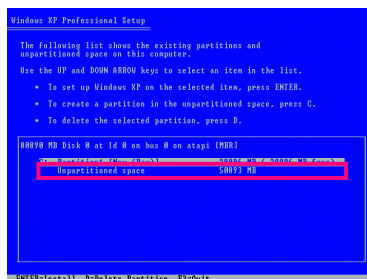 Windows XP Professional Setup
The following list shows the existing partitions and
unpartitioned space on this computer.
Use the UP and DOWN ARROW keys to select an item in the list.
• To set up Windows XP on the selected item, press ENTER.
• To create a partition in the unpartitioned space, press C.
• To delete the selected partition, press D.
80890 MB Disk 0 at Id 0 on bus 0 on atapi [MBR]
Unpartitioned space 50893 MB
ENTER=Install D=Delete Partition F3=Quit